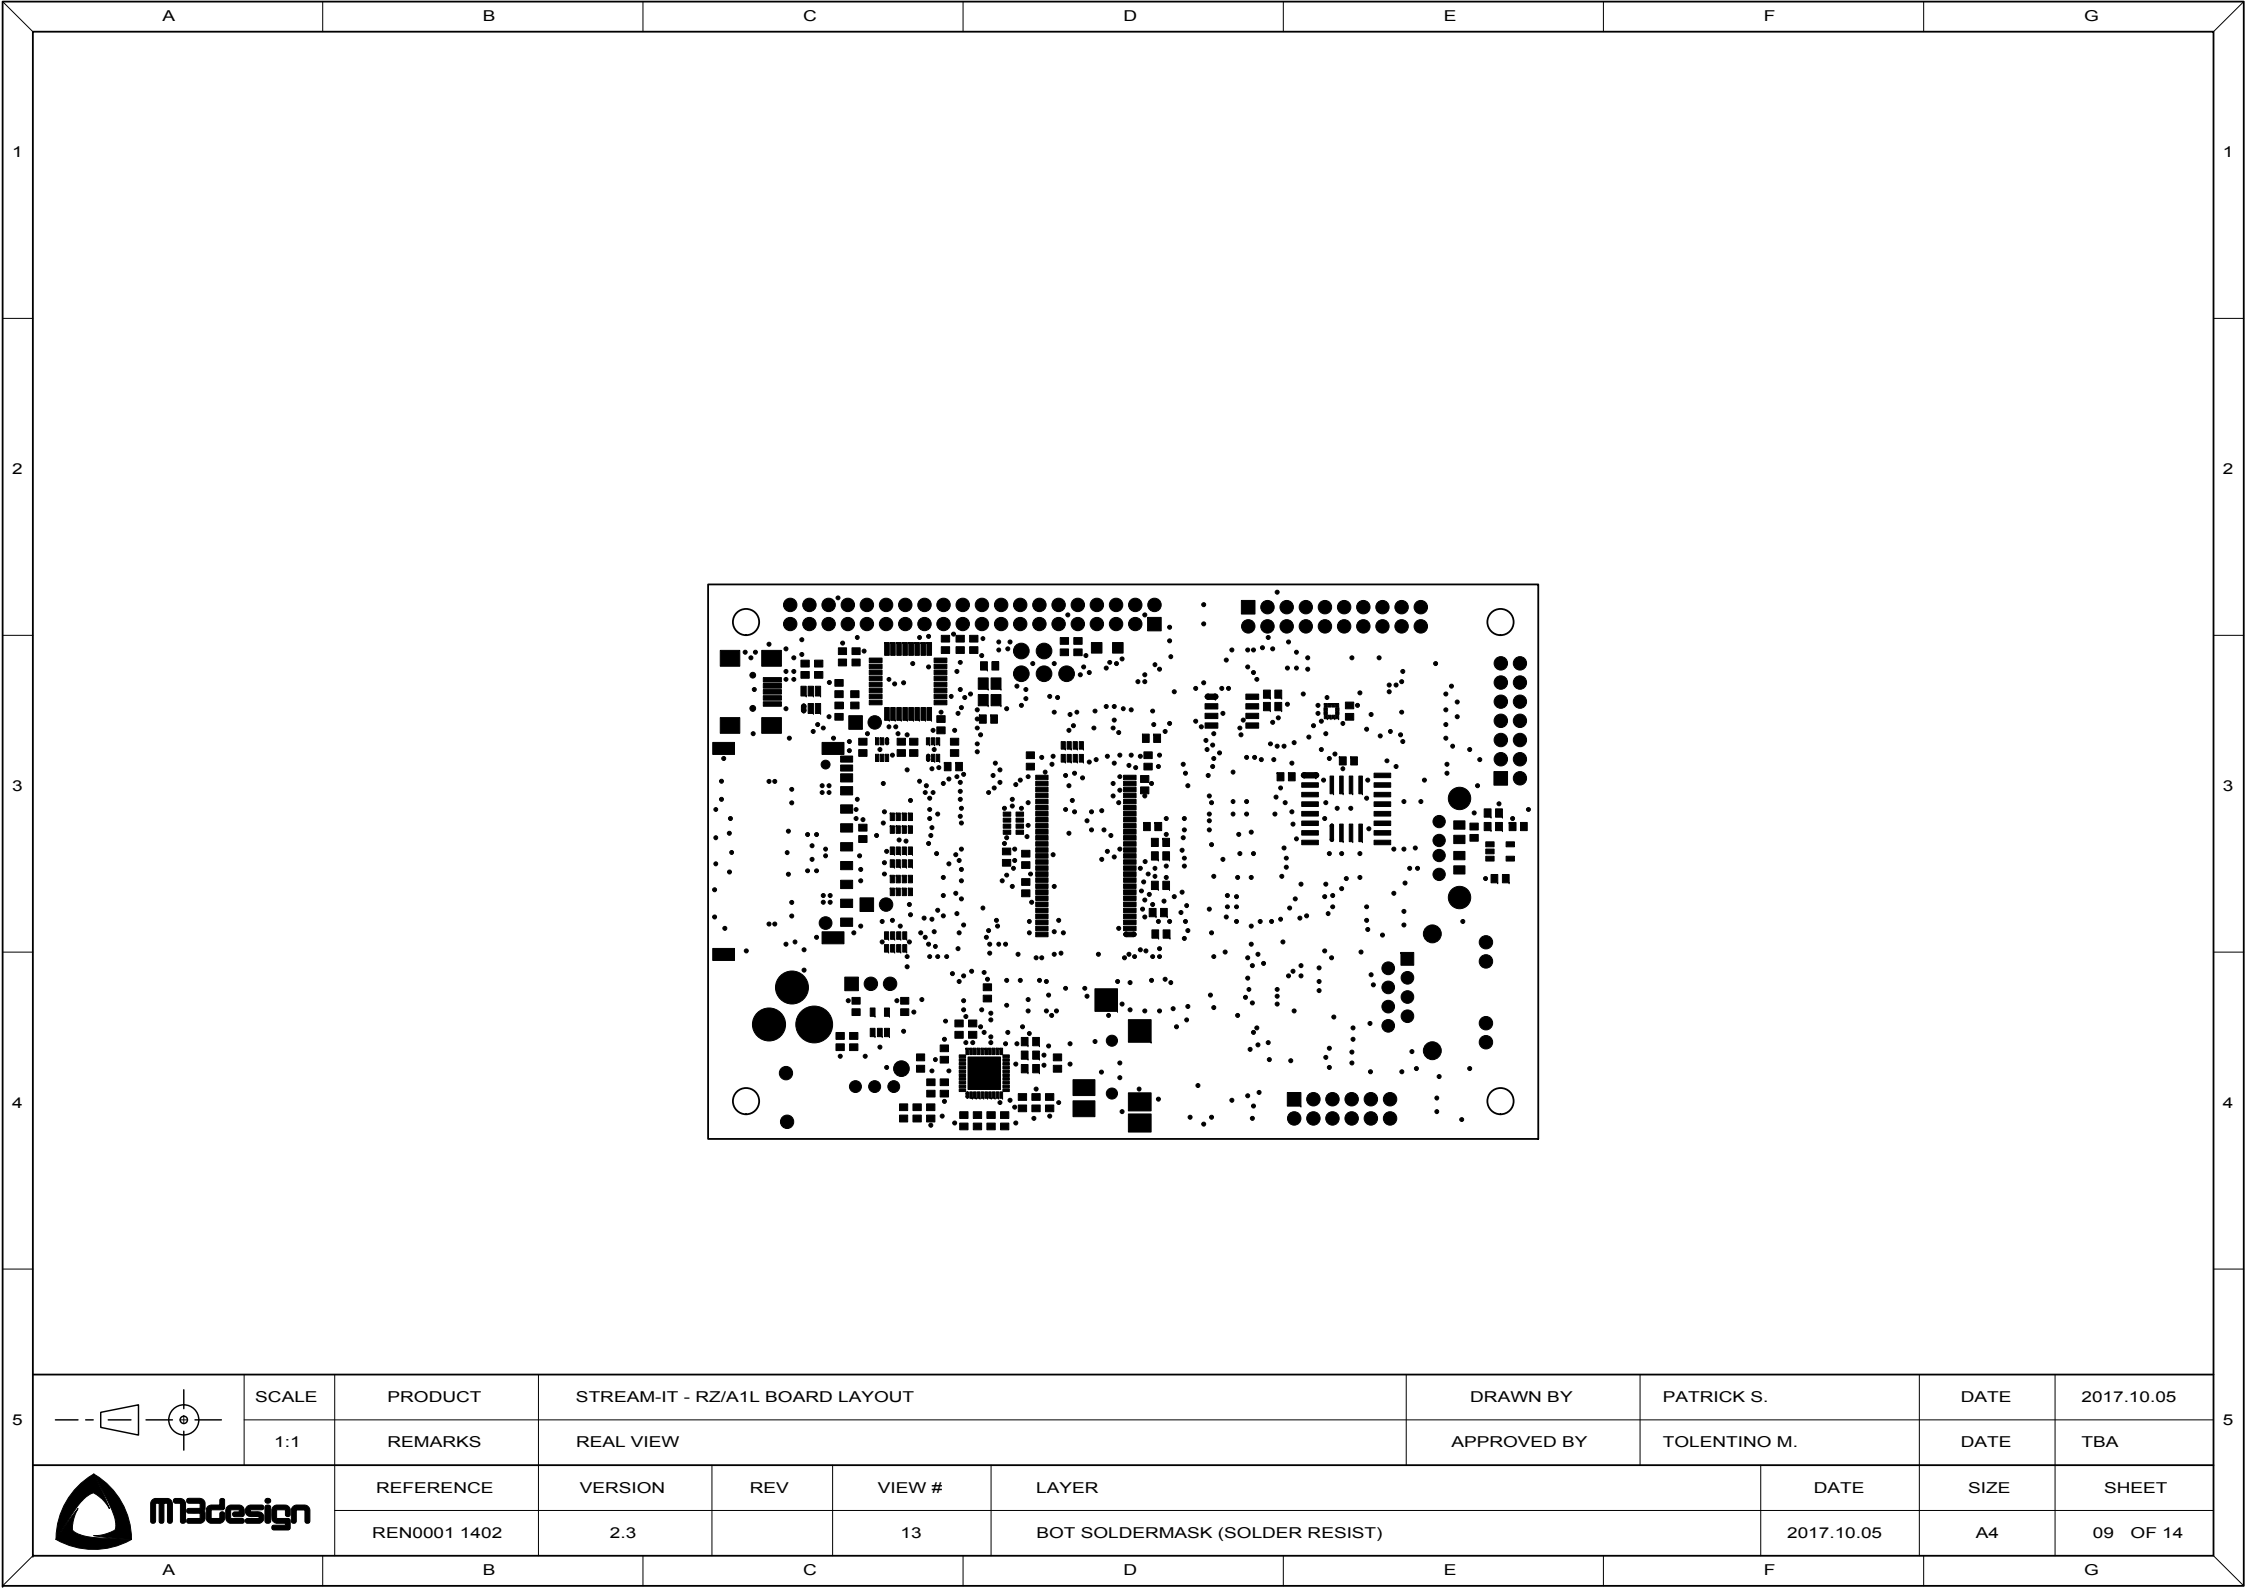 A B C D E F G
1 1
2 2
3 3
4 4
SCALE PRODUCT STREAM-IT - RZ/A1L BOARD LAYOUT DRAWN BY PATRICK S. DATE 2017.10.05
5 5
1:1 REMARKS REAL VIEW APPROVED BY TOLENTINO M. DATE TBA
REFERENCE VERSION REV VIEW # LAYER DATE SIZE SHEET
M13design
REN0001 1402 2.3 13 BOT SOLDERMASK (SOLDER RESIST) 2017.10.05 A4 09 OF 14
A B C D E F G